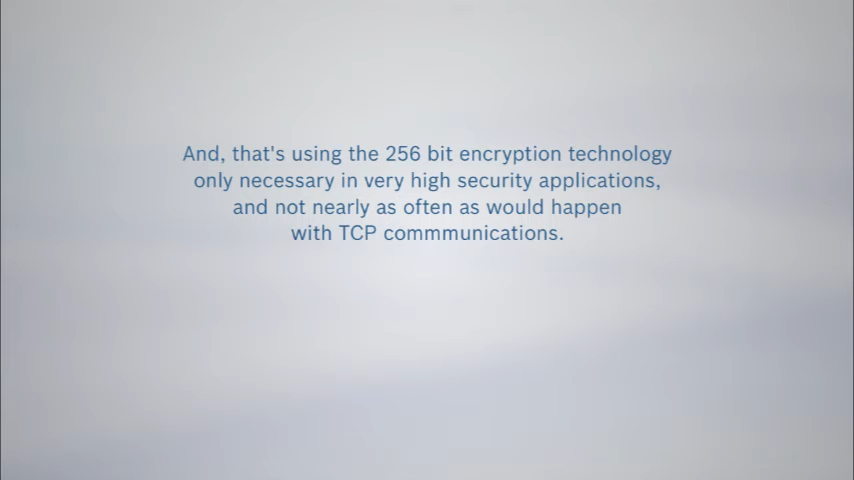 And, that's using the 256 bit encryption technology
only necessary in very high security applications,
and not nearly as often as would happen
with TCP commmunications.